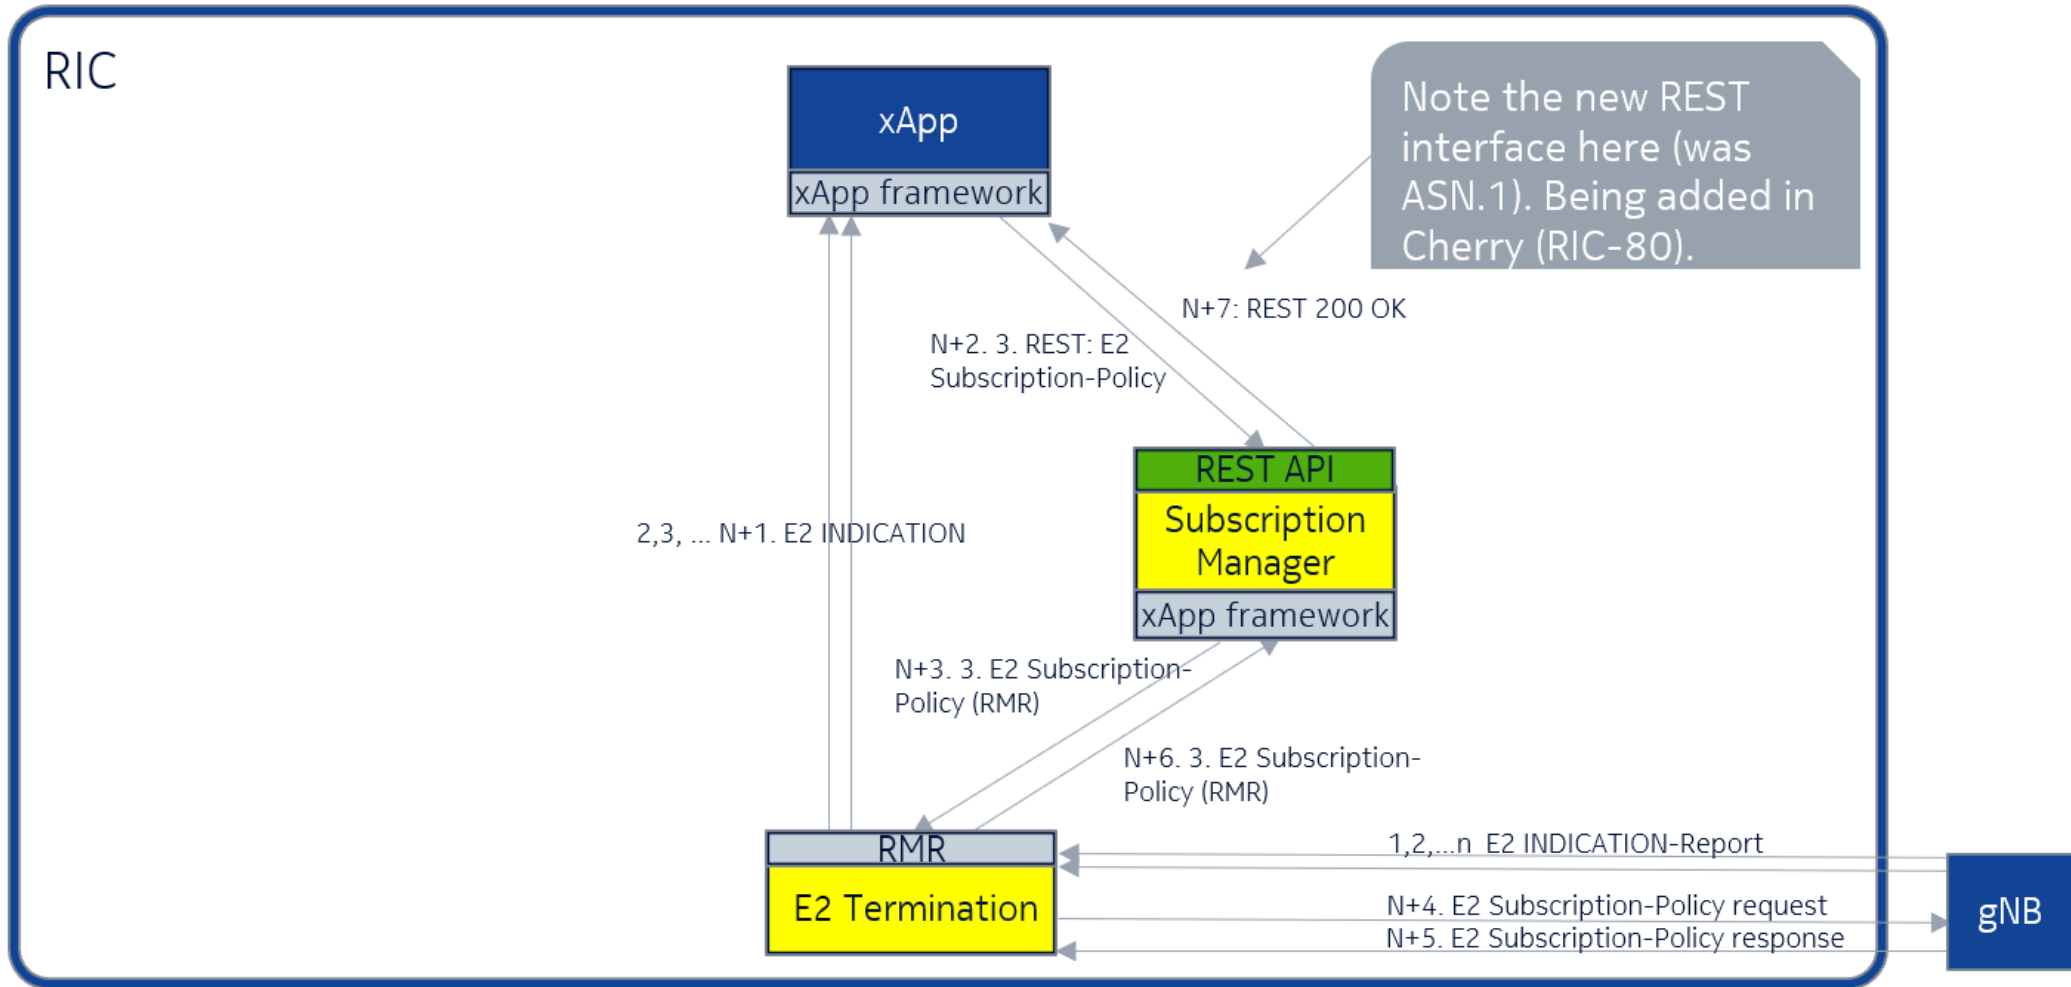 RIC
xApp
xApp framework
Note the new REST
interface here (was
ASN.1). Being added in
Cherry (RIC-80).
N+7: REST 200 OK
N+2. 3. REST: E2
Subscription-Policy
REST API
Subscription
Manager
xApp framework
2,3, ... N+1. E2 INDICATION
N+3. 3. E2 Subscription-
Policy (RMR)
N+6. 3. E2 Subscription-
Policy (RMR)
RMR
E2 Termination
1,2,...n  E2 INDICATION-Report
N+4. E2 Subscription-Policy request
N+5. E2 Subscription-Policy response
gNB